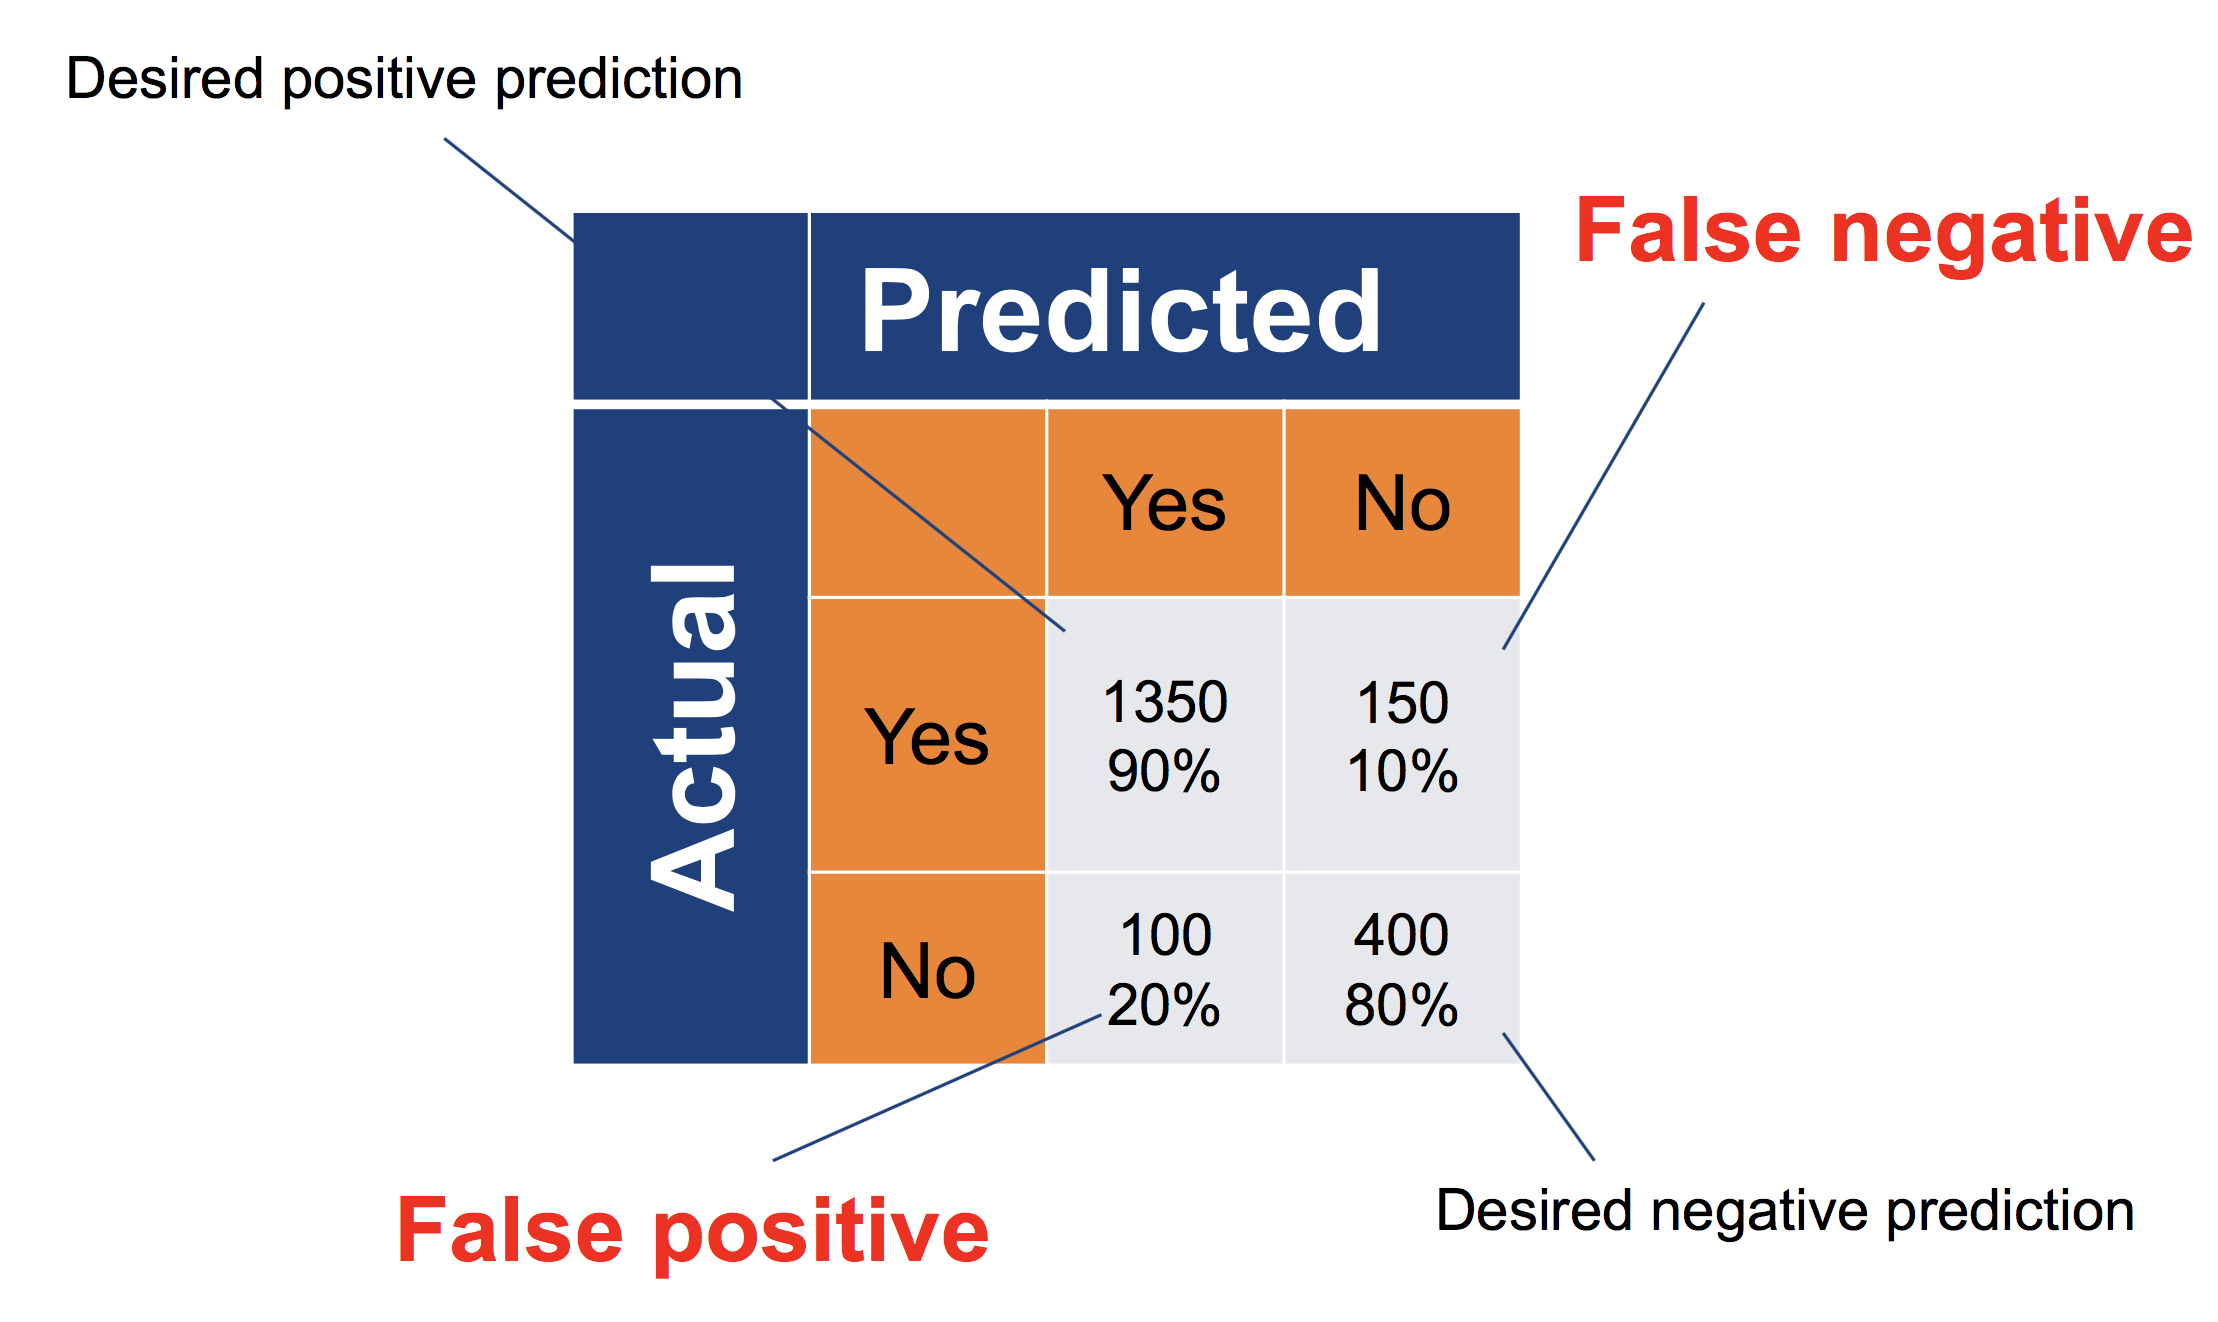 Desired positive prediction
False negative
Predicted
Yes
No
Actual
Yes
1350
90%
150
10%
No
100
20%
400
80%
False positive
Desired negative prediction